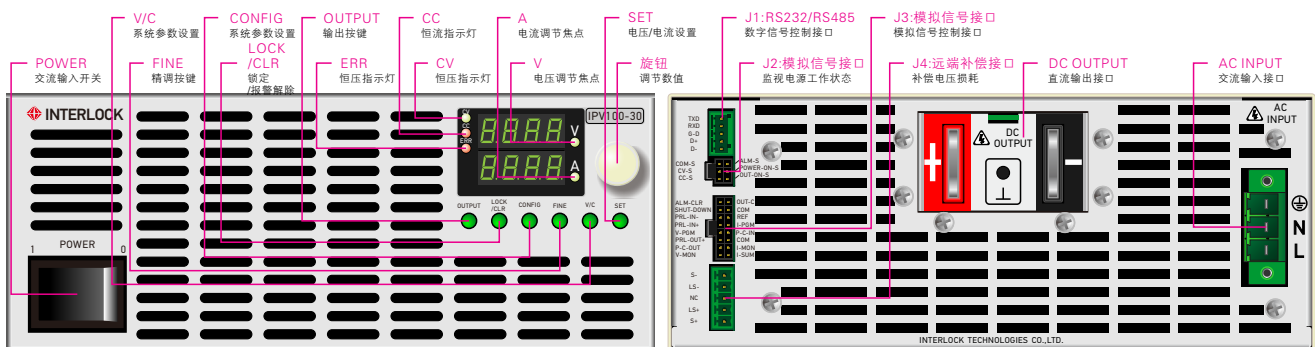 V/C
系统参数设置
CONFIG
系统参数设置
OUTPUT
输出按键
CC
恒流指示灯
A
电流调节焦点
SET
电压/电流设置
J1:RS232/RS485
数字信号控制接口
J3:模拟信号接口
模拟信号控制接口
POWER
交流输入开关
FINE
精调按键
LOCK
/CLR
锁定
/报警解除
ERR
恒压指示灯
CV
恒压指示灯
V
电压调节焦点
旋钮
调节数值
J2:模拟信号接口
监视电源工作状态
J4:远端补偿接口
补偿电压损耗
DC OUTPUT
直流输出接口
AC INPUT
交流输入接口
INTERLOCK
CV
CC
ERR
8.8.8.8. V
8.8.8.8. A
IPV100-30
OUTPUT
LOCK
/CLR
CONFIG
FINE
V/C
SET
POWER
1 0
TXD
RXD
G-D
D+
D-
COM-S ALM-S
CV-S POWER-ON-S
CC-S OUT-ON-S
ALM-CLR OUT-C
SHUT-DOWN COM
PRL-IN- REF
PRL-IN+ I-PGM
V-PGM P-C-IN
PRL-OUT+ COM
P-C-OUT I-MON
V-MON I-SUM
S-
LS-
NC
LS+
S+
+
DC
OUTPUT
-
AC
INPUT
N
L
INTERLOCK TECHNOLOGIES CO.,LTD.